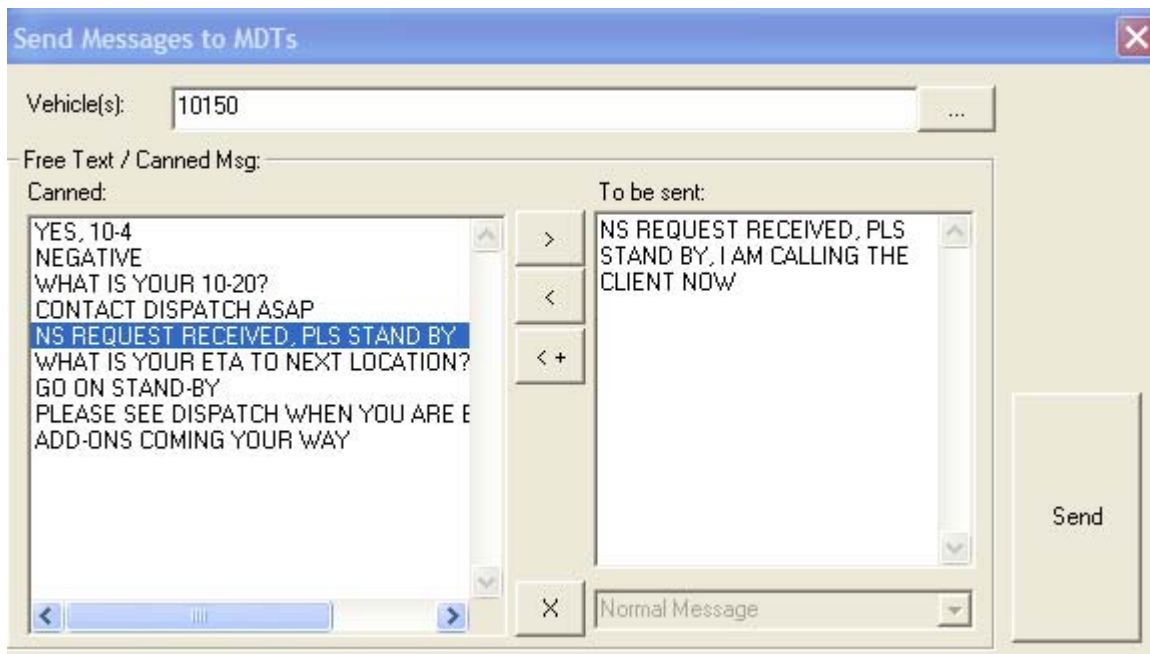 Send Messages to MDTs
Vehicle(s): 10150 ...
Free Text / Canned Msg:
Canned:
YES, 10-4
NEGATIVE
WHAT IS YOUR 10-20?
CONTACT DISPATCH ASAP
NS REQUEST RECEIVED, PLS STAND BY
WHAT IS YOUR ETA TO NEXT LOCATION?
GO ON STAND-BY
PLEASE SEE DISPATCH WHEN YOU ARE
ADD-ONS COMING YOUR WAY
>
<
< +
X
To be sent:
NS REQUEST RECEIVED, PLS
STAND BY, I AM CALLING THE
CLIENT NOW
Normal Message
Send